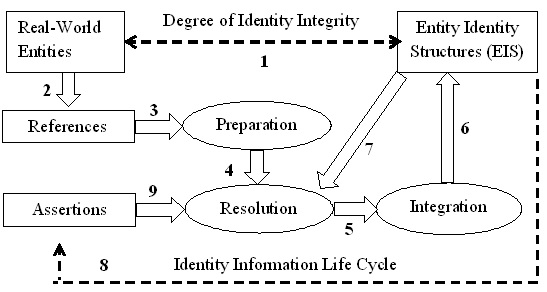 Real-World
Entities
Degree of Identity Integrity
1
Entity Identity
Structures (EIS)
2
References
3
Preparation
4
7
6
Assertions
9
Resolution
5
Integration
8
Identity Information Life Cycle